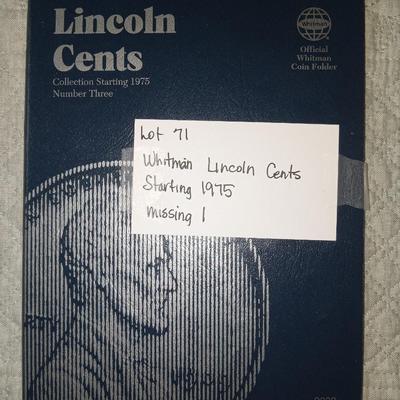 Lincoln
Cents
Collection Starting 1975
Number Three
Whitman
Official
Whitman
Coin Folder
Lot 71
Whitman Lincoln Cents
Starting 1975
missing 1